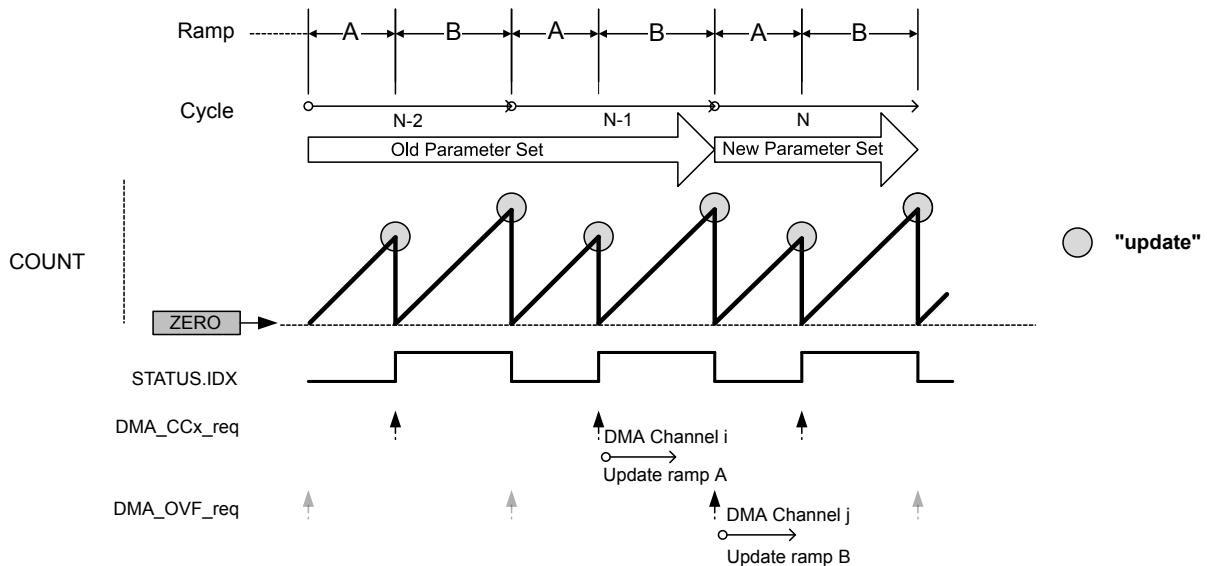 Ramp A B A B A B
Cycle
N-2 N-1 N
Old Parameter Set New Parameter Set
COUNT
"update"
ZERO
STATUS.IDX
DMA_CCx_req
DMA Channel i
Update ramp A
DMA_OVF_req
DMA Channel j
Update ramp B